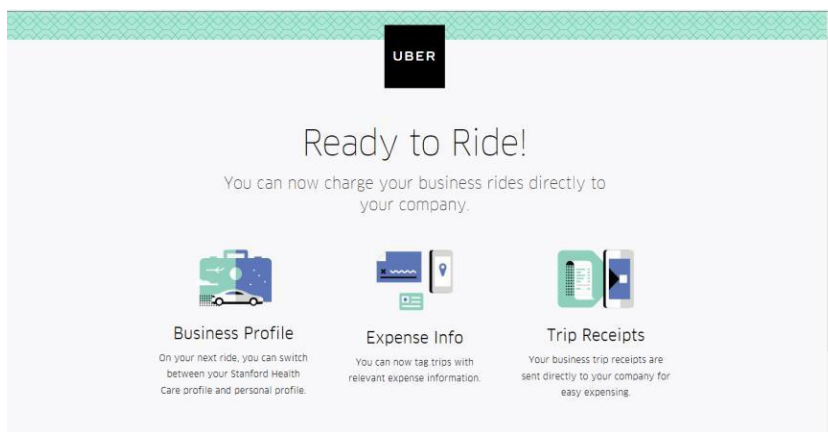 UBER
Ready to Ride!
You can now charge your business rides directly to
your company.
Business Profile
On your next ride, you can switch
between your Stanford Health
Care profile and personal profile.
Expense Info
You can now tag trips with
relevant expense information.
Trip Receipts
Your business trip receipts are
sent directly to your company for
easy expensing.